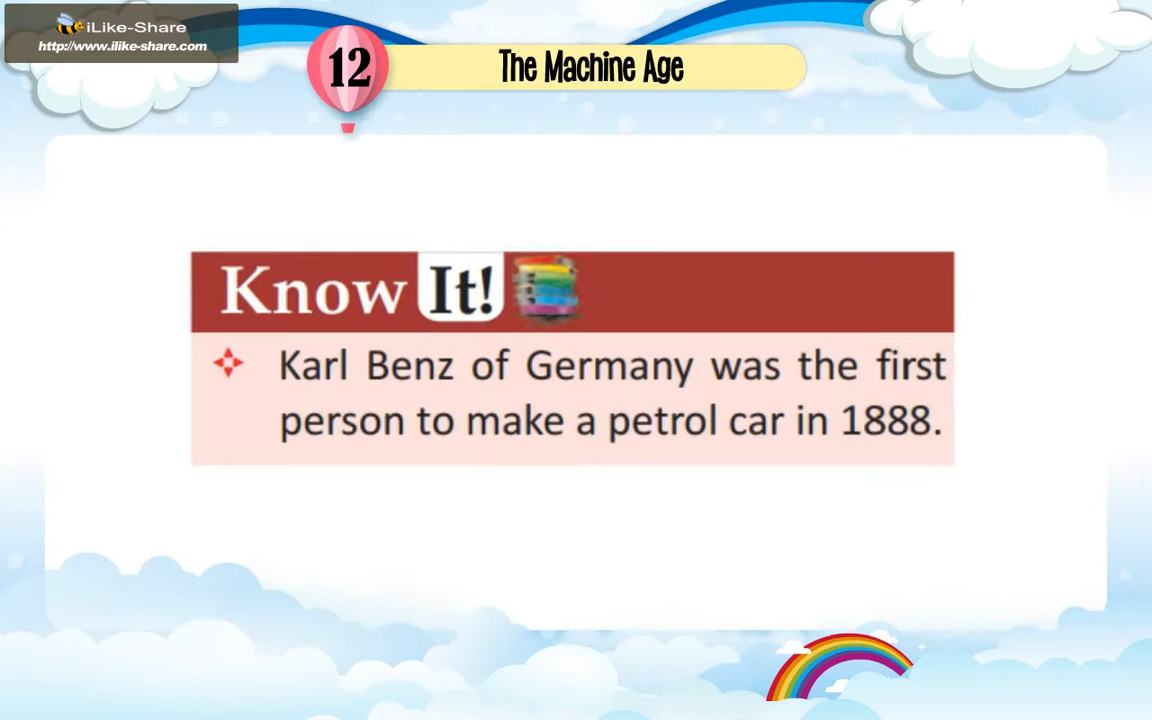 iLike-Share
http://www.ilike-share.com
12
The Machine Age
Know It!
Karl Benz of Germany was the first
person to make a petrol car in 1888.